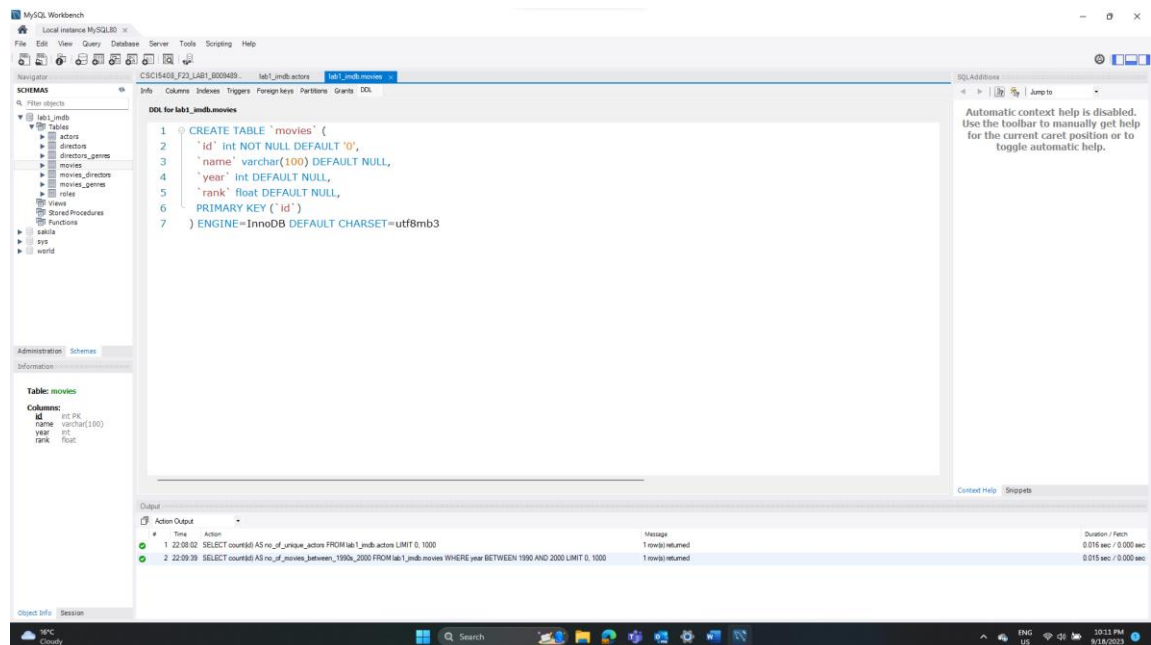 MySQL Workbench
Local instance MySQL80 ×
File Edit View Query Database Server Tools Scripting Help
Navigator
SCHEMAS
Filter objects
lab1_imdb
Tables
actors
directors
directors_genres
movies
movies_directors
movies_genres
roles
Views
Stored Procedures
Functions
sakila
sys
world
Administration Schemas
Information
Table: movies
Columns:
id int PK
name varchar(100)
year int
rank float
Object Info Session
lab1_imdb.actors lab1_imdb.movies ×
Info Columns Indexes Triggers Foreign keys Partitions Grants DDL
DDL for lab1_imdb.movies
1 CREATE TABLE `movies` (
2 `id` int NOT NULL DEFAULT '0',
3 `name` varchar(100) DEFAULT NULL,
4 `year` int DEFAULT NULL,
5 `rank` float DEFAULT NULL,
6 PRIMARY KEY (`id`)
7 ) ENGINE=InnoDB DEFAULT CHARSET=utf8mb3
SQLAdditions
Jump to
Automatic context help is disabled.
Use the toolbar to manually get help
for the current caret position or to
toggle automatic help.
Context Help Snippets
Output
Action Output
# Time Action Message Duration / Fetch
1 22:08:02 SELECT count(id) AS no_of_unique_actors FROM lab1_imdb.actors LIMIT 0, 1000 1 row(s) returned 0.016 sec / 0.000 sec
2 22:09:39 SELECT count(id) AS no_of_movies_between_1990s_2000 FROM lab1_imdb.movies WHERE year BETWEEN 1990 AND 2000 LIMIT 0, 1000 1 row(s) returned 0.015 sec / 0.000 sec
16°C
Cloudy
Search
ENG
US
10:11 PM
9/18/2023